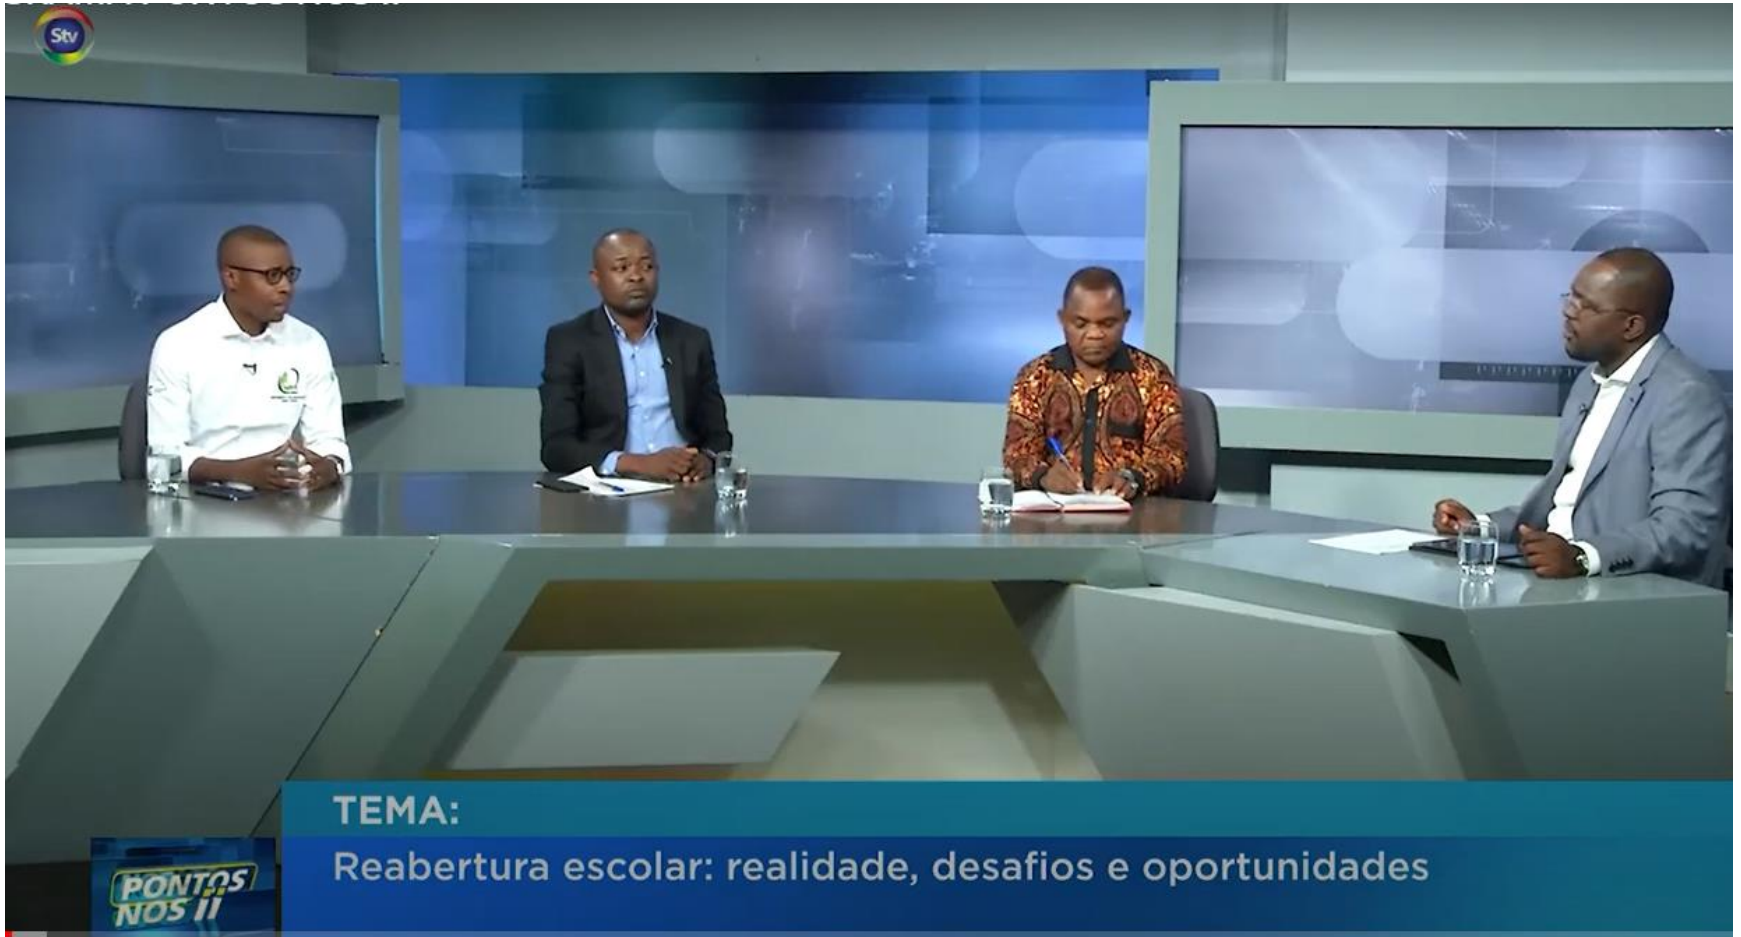 Stv
TEMA:
Reabertura escolar: realidade, desafios e oportunidades
PONTOS
NOS ii